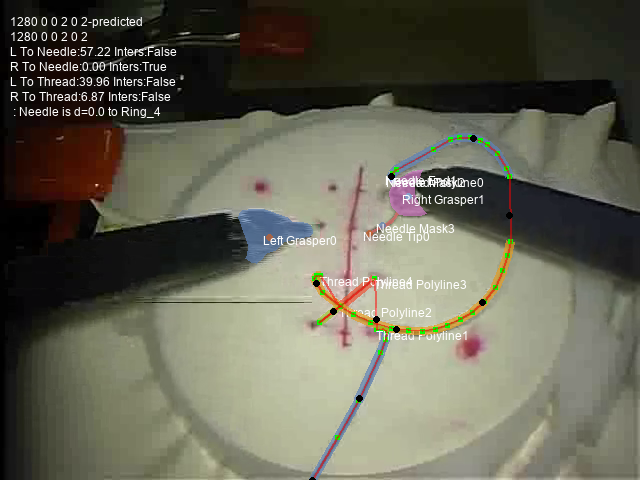 1280 0 0 2 0 2-predicted
1280 0 0 2 0 2
L To Needle:57.22 Inters:False
R To Needle:0.00 Inters:True
L To Thread:39.96 Inters:False
R To Thread:6.87 Inters:False
: Needle is d=0.0 to Ring_4
Right Grasper1
Needle Mask3
Needle Tip0
Left Grasper0
Thread Polyline4
Thread Polyline3
Thread Polyline2
Thread Polyline1